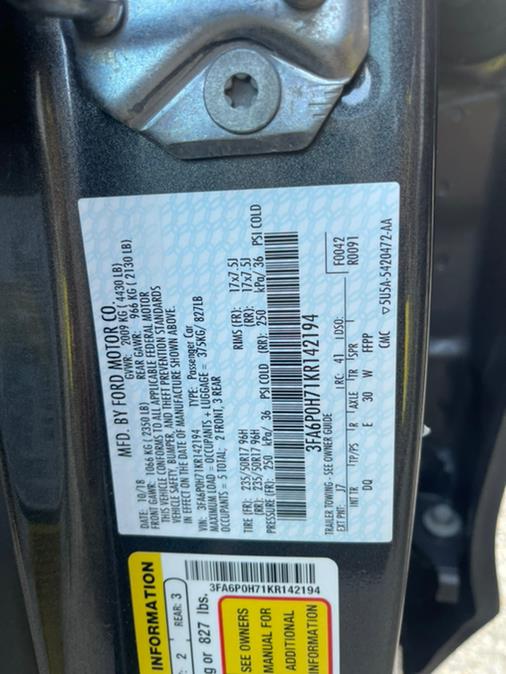 MFD. BY FORD MOTOR CO.
DATE: 10/18 GVWR: 2009 KG (4430 LB)
FRONT GAWR: 1066 KG (2350 LB) REAR GAWR: 966 KG (2130 LB)
THIS VEHICLE CONFORMS TO ALL APPLICABLE FEDERAL MOTOR
VEHICLE SAFETY, BUMPER, AND THEFT PREVENTION STANDARDS
IN EFFECT ON THE DATE OF MANUFACTURE SHOWN ABOVE.
VIN: 3FA6P0H71KR142194 TYPE: Passenger Car
MAXIMUM LOAD = OCCUPANTS + LUGGAGE = 375KG/ 827LB
OCCUPANTS = 5 TOTAL: 2 FRONT, 3 REAR
TIRE (FR): 235/50R17 96H RIMS (FR): 17x7.5J
(RR): 235/50R17 96H (RR): 17x7.5J
PRESSURE (FR): 250 kPa/ 36 PSI COLD (RR): 250 kPa/ 36 PSI COLD
3FA6P0H71KR142194
TRAILER TOWING - SEE OWNER GUIDE F0042
EXT PNT: J7 RC: 41 DSO: R0091
INT TR TP/PS R AXLE TR SPR
DQ E 30 W FFPP
CMC ▽5U5A-5420472-AA
3FA6P0H71KR142194
INFORMATION
2 REAR: 3
g or 827 lbs.
SEE OWNERS
MANUAL FOR
ADDITIONAL
INFORMATION